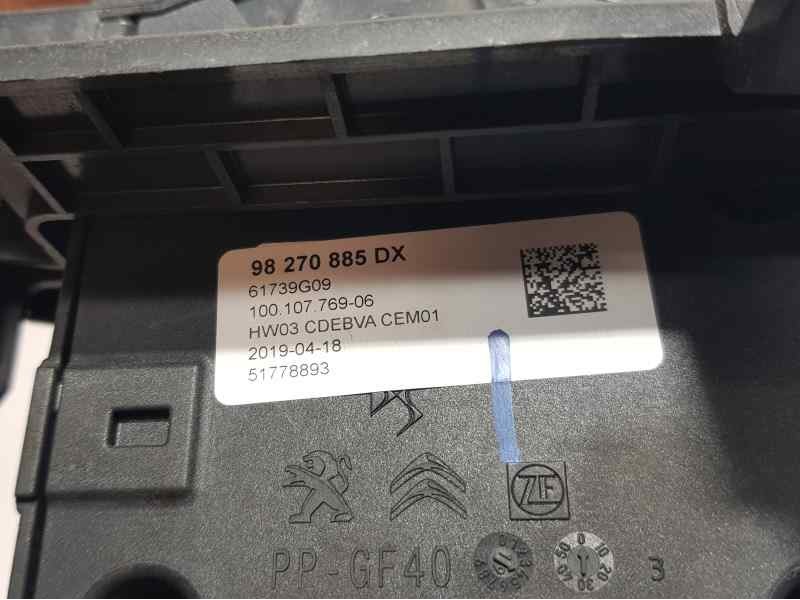 98 270 885 DX
61739G09
100.107.769-06
HW03 CDEBVA CEM01
2019-04-18
51778893
ZF
PP-GF40
3